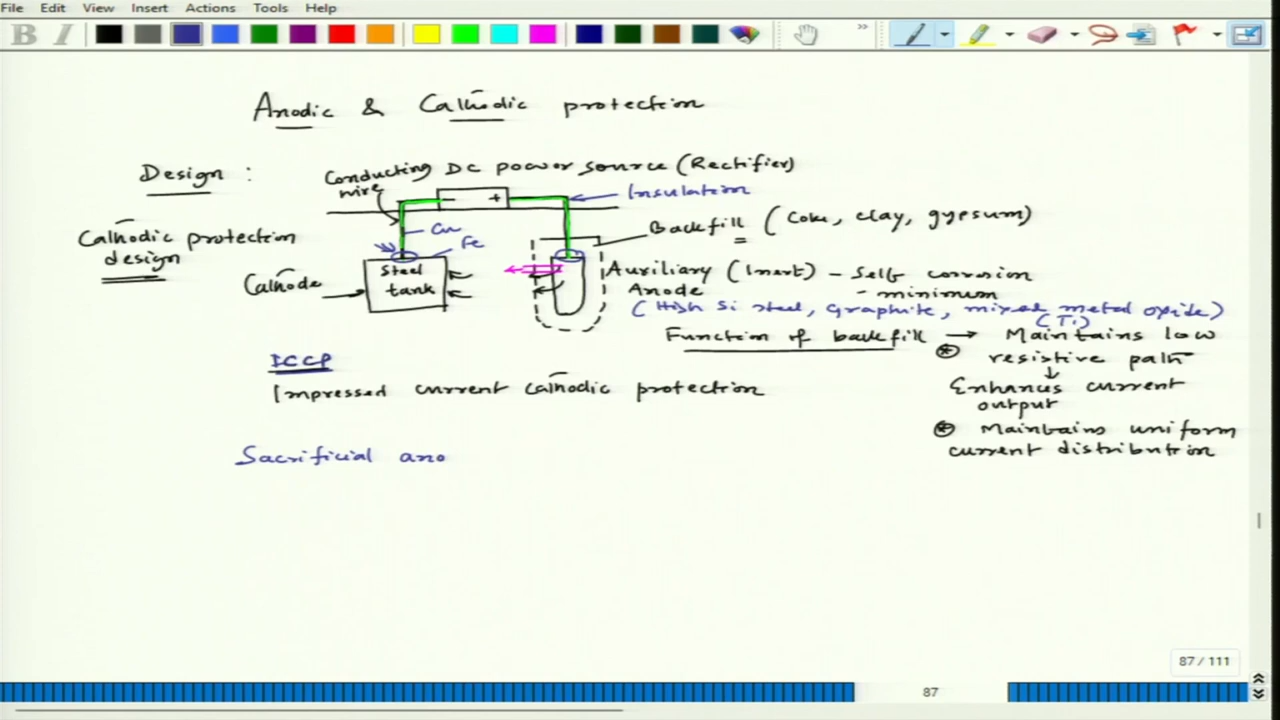 File Edit View Insert Actions Tools Help
B I
Anodic & Cathodic protection
Design :
Conducting wire
DC power source (Rectifier)
- +
Insulation
Cathodic protection
design
Cu
Fe
Backfill (Coke, clay, gypsum)
Steel
tank
Cathode
Auxiliary (Inert) - Self corrosion
Anode - minimum
(High Si steel, Graphite, mixed metal oxide)
(Ti)
Function of backfill → Maintains low
resistive path
↓
Enhances current
output
Maintains uniform
current distribution
ICCP
Impressed current cathodic protection
Sacrificial ano
87 / 111
87